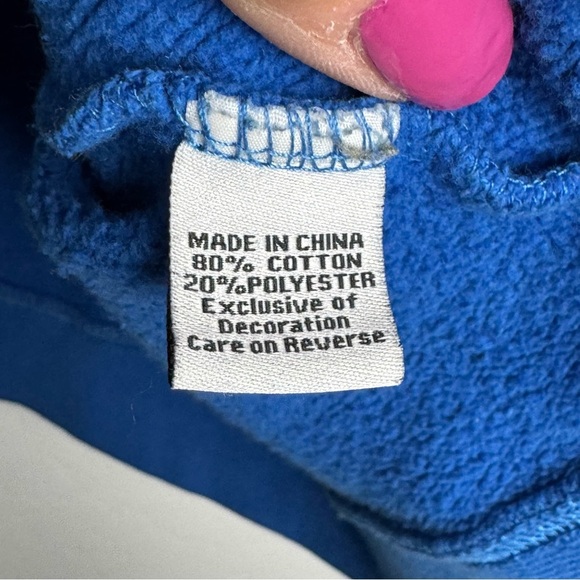 MADE IN CHINA
80% COTTON
20%POLYESTER
Exclusive of
Decoration
Care on Reverse